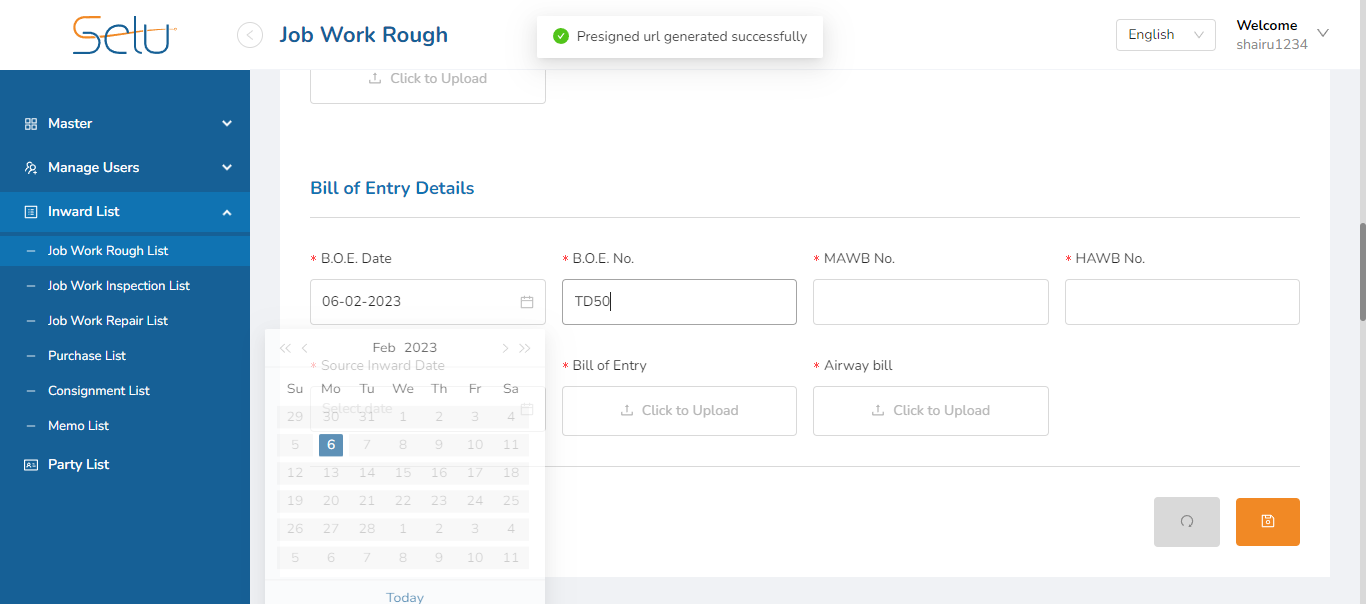 Selu
Job Work Rough
Presigned url generated successfully
English
Welcome
shairu1234
Master
Manage Users
Inward List
Job Work Rough List
Job Work Inspection List
Job Work Repair List
Purchase List
Consignment List
Memo List
Party List
Click to Upload
Bill of Entry Details
* B.O.E. Date
* B.O.E. No.
* MAWB No.
* HAWB No.
06-02-2023
TD50
* Source Inward Date
* Bill of Entry
* Airway bill
Select date
Click to Upload
Click to Upload
Feb 2023
Su Mo Tu We Th Fr Sa
29 30 31 1 2 3 4
5 6 7 8 9 10 11
12 13 14 15 16 17 18
19 20 21 22 23 24 25
26 27 28 1 2 3 4
5 6 7 8 9 10 11
Today